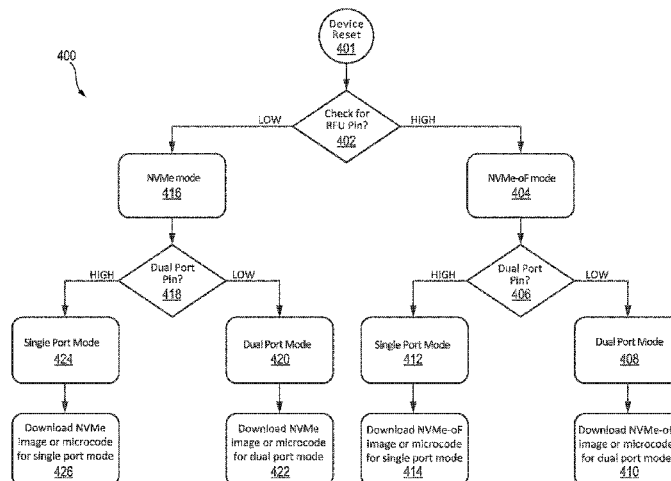 Device
Reset
401
400
Check for
RFU Pin?
402
LOW
HIGH
NVMe mode
416
NVMe-oF mode
404
Dual Port
Pin?
418
HIGH
LOW
Dual Port
Pin?
406
HIGH
LOW
Single Port Mode
424
Dual Port Mode
420
Single Port Mode
412
Dual Port Mode
408
Download NVMe
image or microcode
for single port mode
426
Download NVMe
image or microcode
for dual port mode
422
Download NVMe-oF
image or microcode
for single port mode
414
Download NVMe-oF
image or microcode
for dual port mode
410